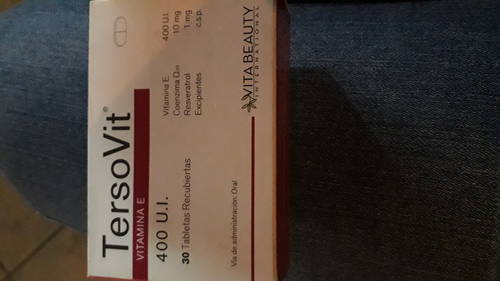 TersoVit®
VITAMINA E
400 U.I.
30 Tabletas Recubiertas
Vía de administración: Oral
Vitamina E 400 U.I.
Coenzima Q10 10 mg
Resveratrol 1 mg
Excipientes c.s.p.
VITA BEAUTY
INTERNATIONAL